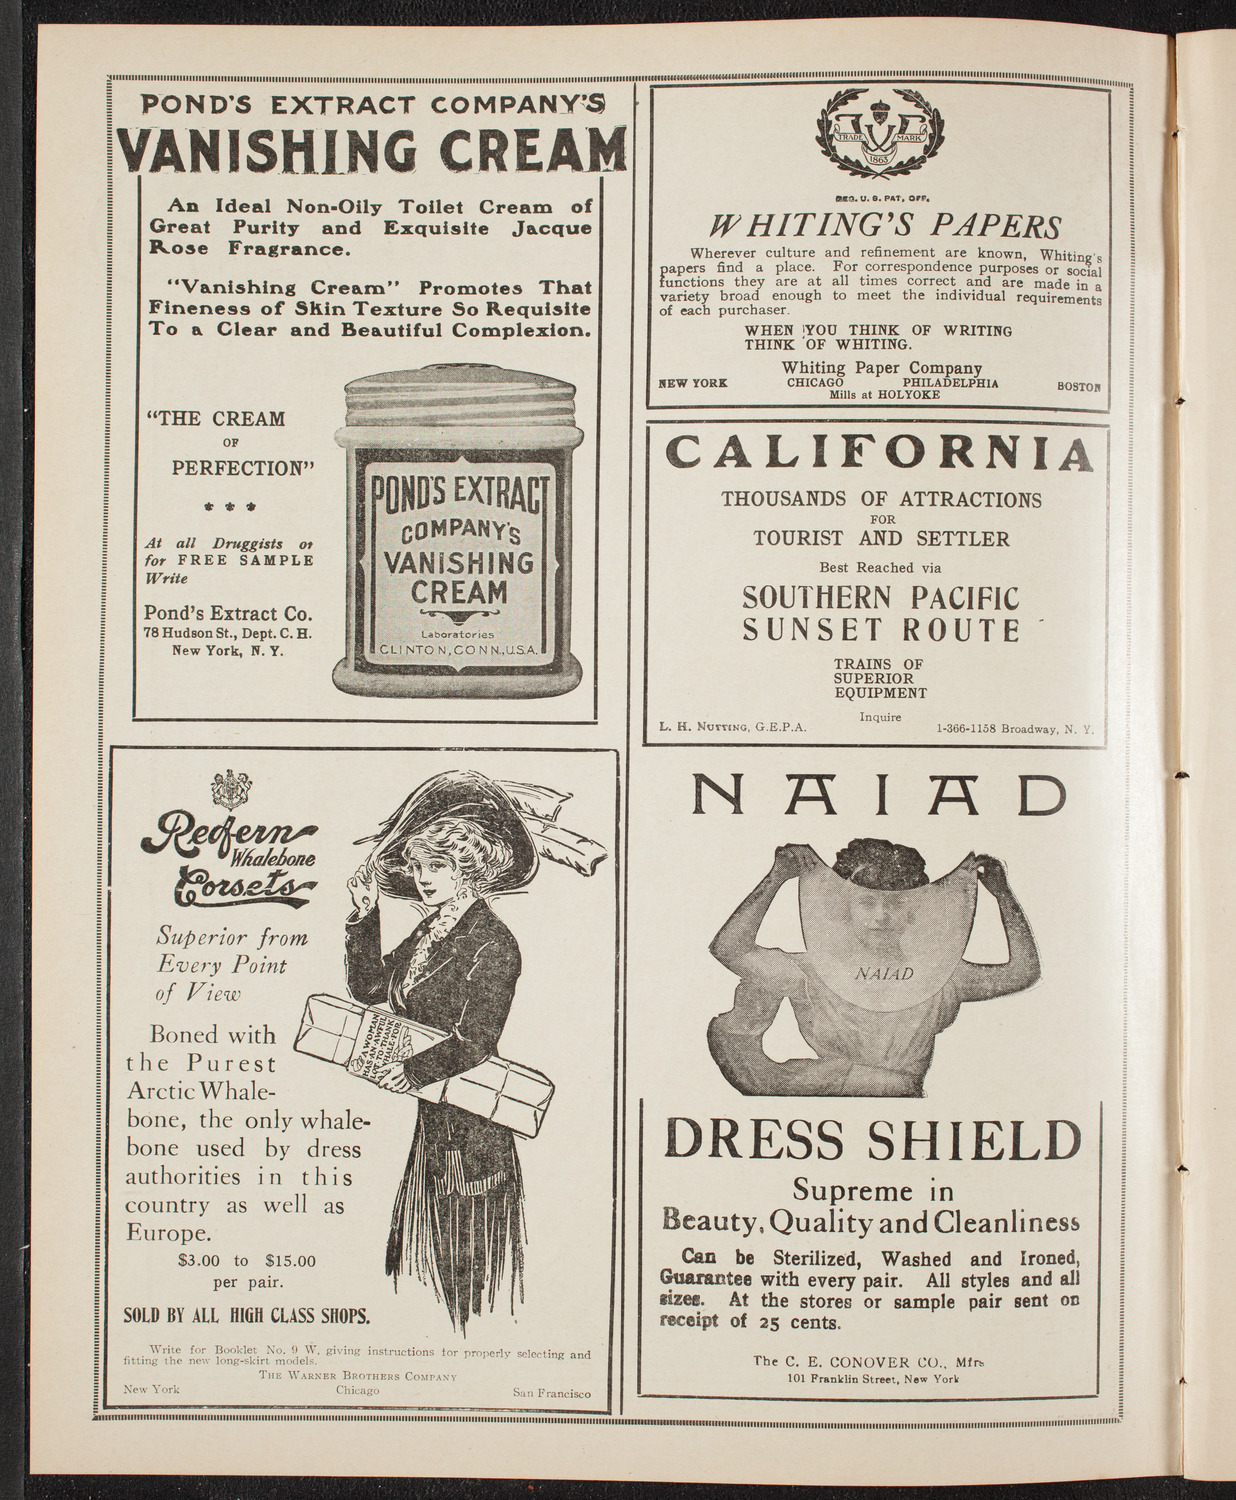 POND'S EXTRACT COMPANY'S
VANISHING CREAM
An Ideal Non-Oily Toilet Cream of
Great Purity and Exquisite Jacque
Rose Fragrance.
"Vanishing Cream" Promotes That
Fineness of Skin Texture So Requisite
To a Clear and Beautiful Complexion.
"THE CREAM
OF
PERFECTION"
* * *
At all Druggists or
for FREE SAMPLE
Write
Pond's Extract Co.
78 Hudson St., Dept. C. H.
New York, N. Y.
POND'S EXTRACT
COMPANY'S
VANISHING
CREAM
Laboratories
CLINTON, CONN., U.S.A.
TRADE MARK
1865
REG. U. S. PAT. OFF.
WHITING'S PAPERS
Wherever culture and refinement are known, Whiting's
papers find a place. For correspondence purposes or social
functions they are at all times correct and are made in a
variety broad enough to meet the individual requirements
of each purchaser.
WHEN YOU THINK OF WRITING
THINK OF WHITING.
Whiting Paper Company
NEW YORK CHICAGO PHILADELPHIA BOSTON
Mills at HOLYOKE
CALIFORNIA
THOUSANDS OF ATTRACTIONS
FOR
TOURIST AND SETTLER
Best Reached via
SOUTHERN PACIFIC
SUNSET ROUTE
TRAINS OF
SUPERIOR
EQUIPMENT
Inquire
L. H. NUTTING, G.E.P.A. 1-366-1158 Broadway, N. Y.
Redfern
Whalebone
Corsets
Superior from
Every Point
of View
Boned with
the Purest
Arctic Whale-
bone, the only whale-
bone used by dress
authorities in this
country as well as
Europe.
$3.00 to $15.00
per pair.
SOLD BY ALL HIGH CLASS SHOPS.
A WOMAN
HAS AN AWFUL
LOT TO THANK
A WHALE FOR
Write for Booklet No. 9 W, giving instructions for properly selecting and
fitting the new long-skirt models.
THE WARNER BROTHERS COMPANY
New York Chicago San Francisco
NAIAD
NAIAD
DRESS SHIELD
Supreme in
Beauty, Quality and Cleanliness
Can be Sterilized, Washed and Ironed,
Guarantee with every pair. All styles and all
sizes. At the stores or sample pair sent on
receipt of 25 cents.
The C. E. CONOVER CO., Mfrs
101 Franklin Street, New York